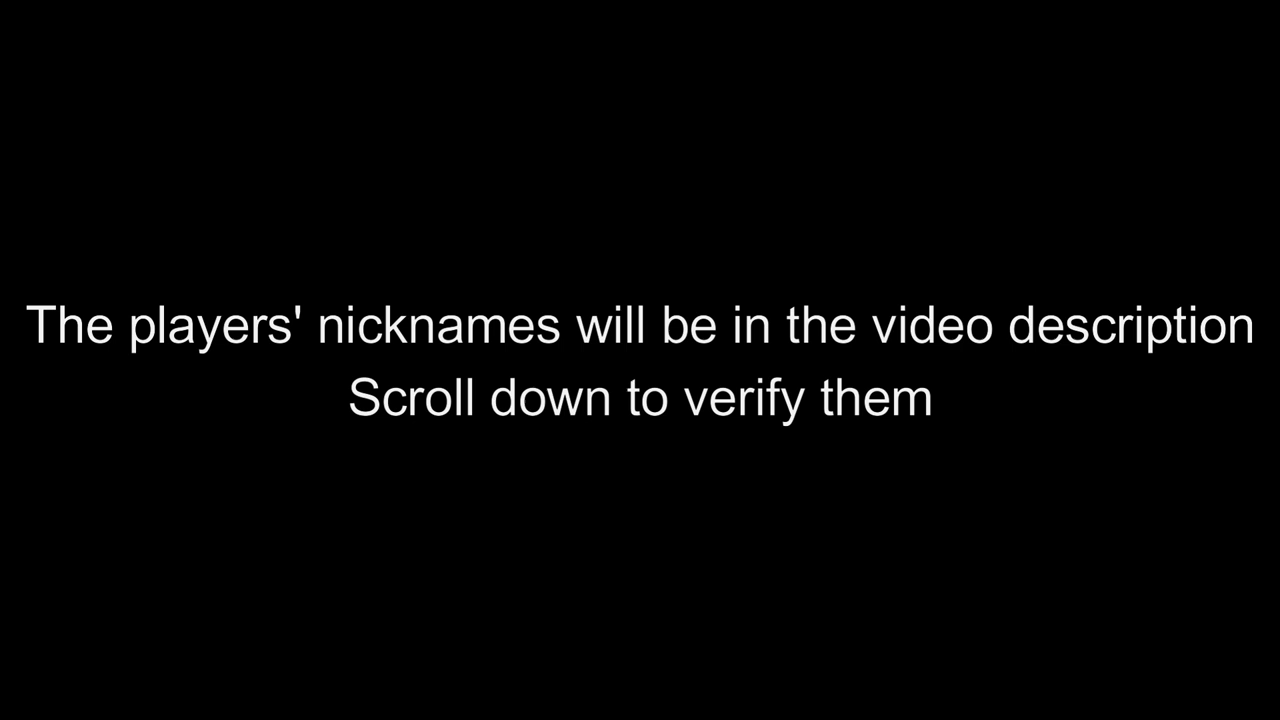 The players' nicknames will be in the video description
Scroll down to verify them